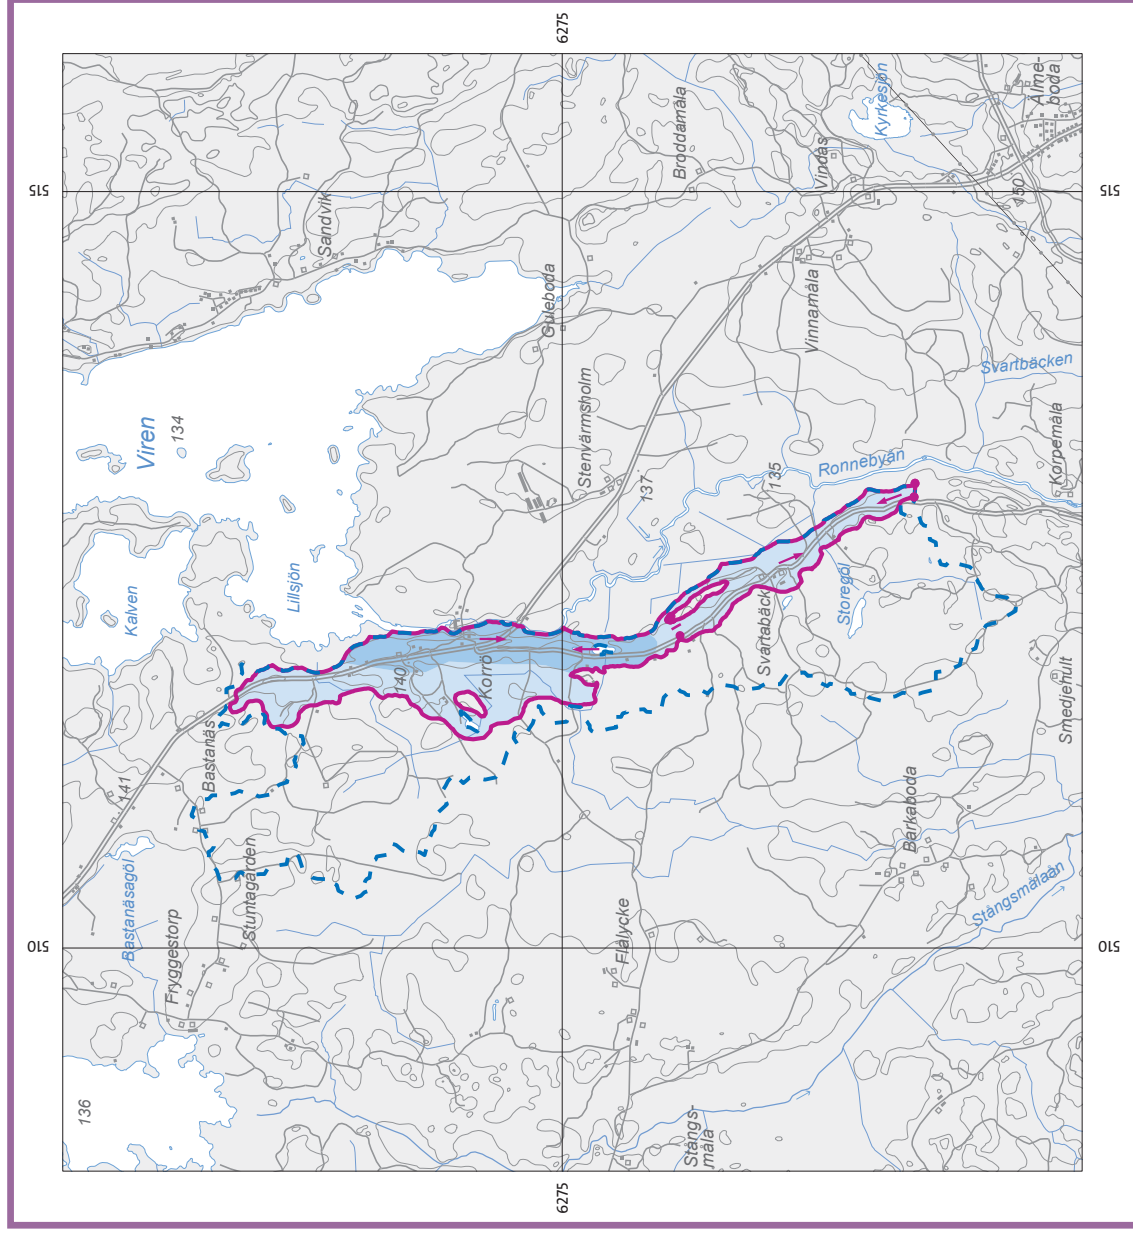 6275
515
515
Kyrkesjön
Älme-
boda
Broddamåla
Vindås
150
Sandvik
Guleboda
Vinnamåla
Svartbäcken
Viren
134
Stenvärmsholm
137
135
Ronnebyån
Korpemåla
Kalven
Lillsjön
Storegöl
Svartabäck
140
Korrö
Smedjehult
141
Bastanäs
Barkaboda
Bastanäsagöl
Stuntagården
Stångsmålaån
Fryggestorp
Flälycke
510
510
136
Stångs-
måla
6275